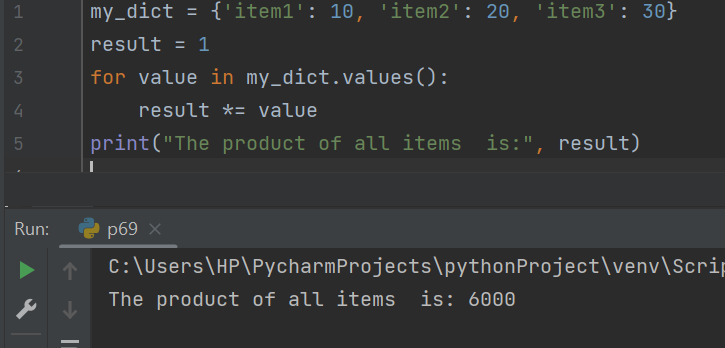 1 my_dict = {'item1': 10, 'item2': 20, 'item3': 30}
2 result = 1
3 for value in my_dict.values():
4     result *= value
5 print("The product of all items  is:", result)
Run: p69
C:\Users\HP\PycharmProjects\pythonProject\venv\Scrip
The product of all items  is: 6000